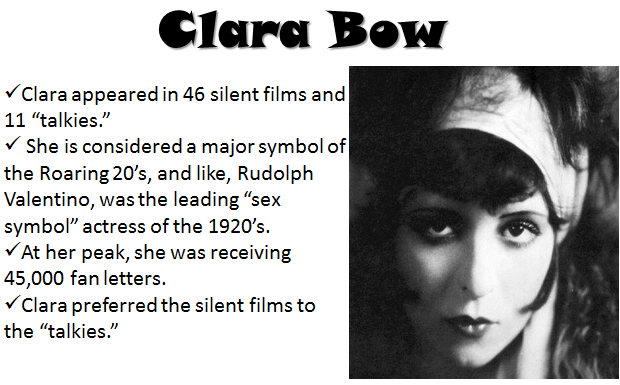 Clara Bow
✓Clara appeared in 46 silent films and
11 “talkies.”
✓ She is considered a major symbol of
the Roaring 20’s, and like, Rudolph
Valentino, was the leading “sex
symbol” actress of the 1920’s.
✓At her peak, she was receiving
45,000 fan letters.
✓Clara preferred the silent films to
the “talkies.”